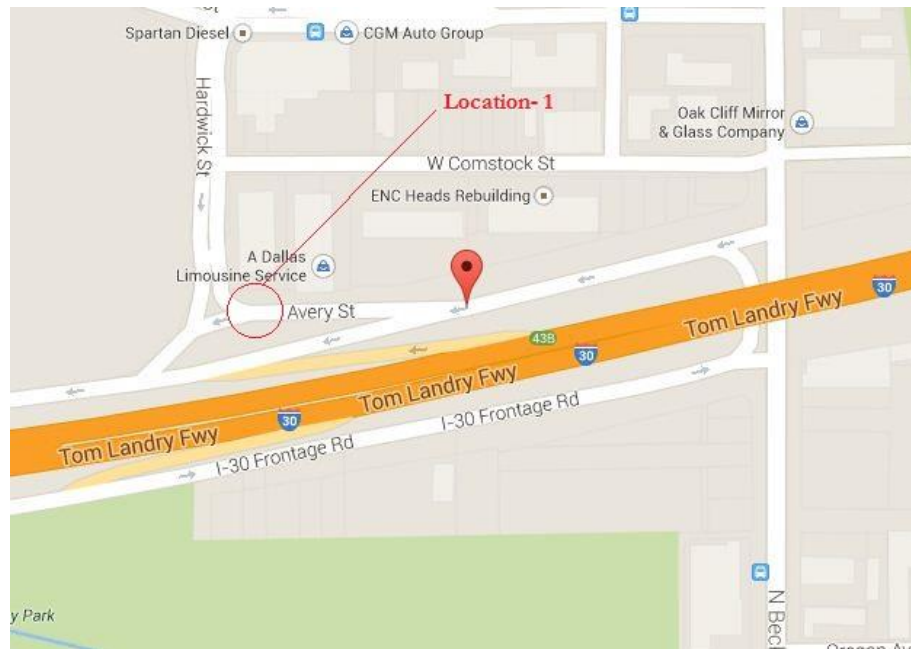 Spartan Diesel
CGM Auto Group
Hardwick St
Location- 1
Oak Cliff Mirror
& Glass Company
W Comstock St
ENC Heads Rebuilding
A Dallas
Limousine Service
Avery St
30
Tom Landry Fwy
43B
30
Tom Landry Fwy
I-30 Frontage Rd
30
Tom Landry Fwy
I-30 Frontage Rd
y Park
N Bec